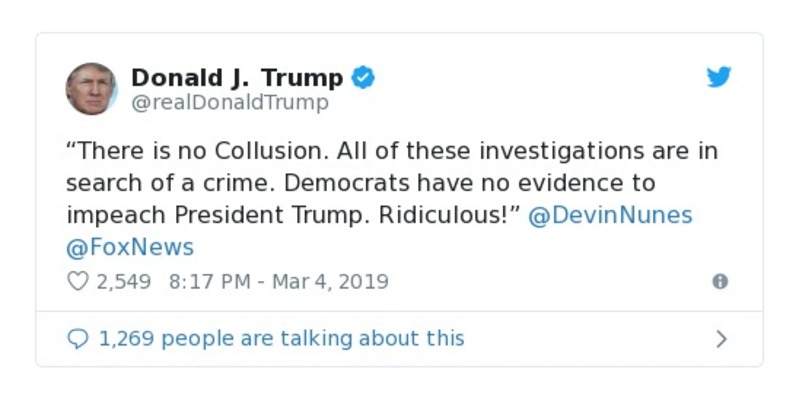 Donald J. Trump
@realDonaldTrump
“There is no Collusion. All of these investigations are in
search of a crime. Democrats have no evidence to
impeach President Trump. Ridiculous!” @DevinNunes
@FoxNews
2,549 8:17 PM - Mar 4, 2019
1,269 people are talking about this